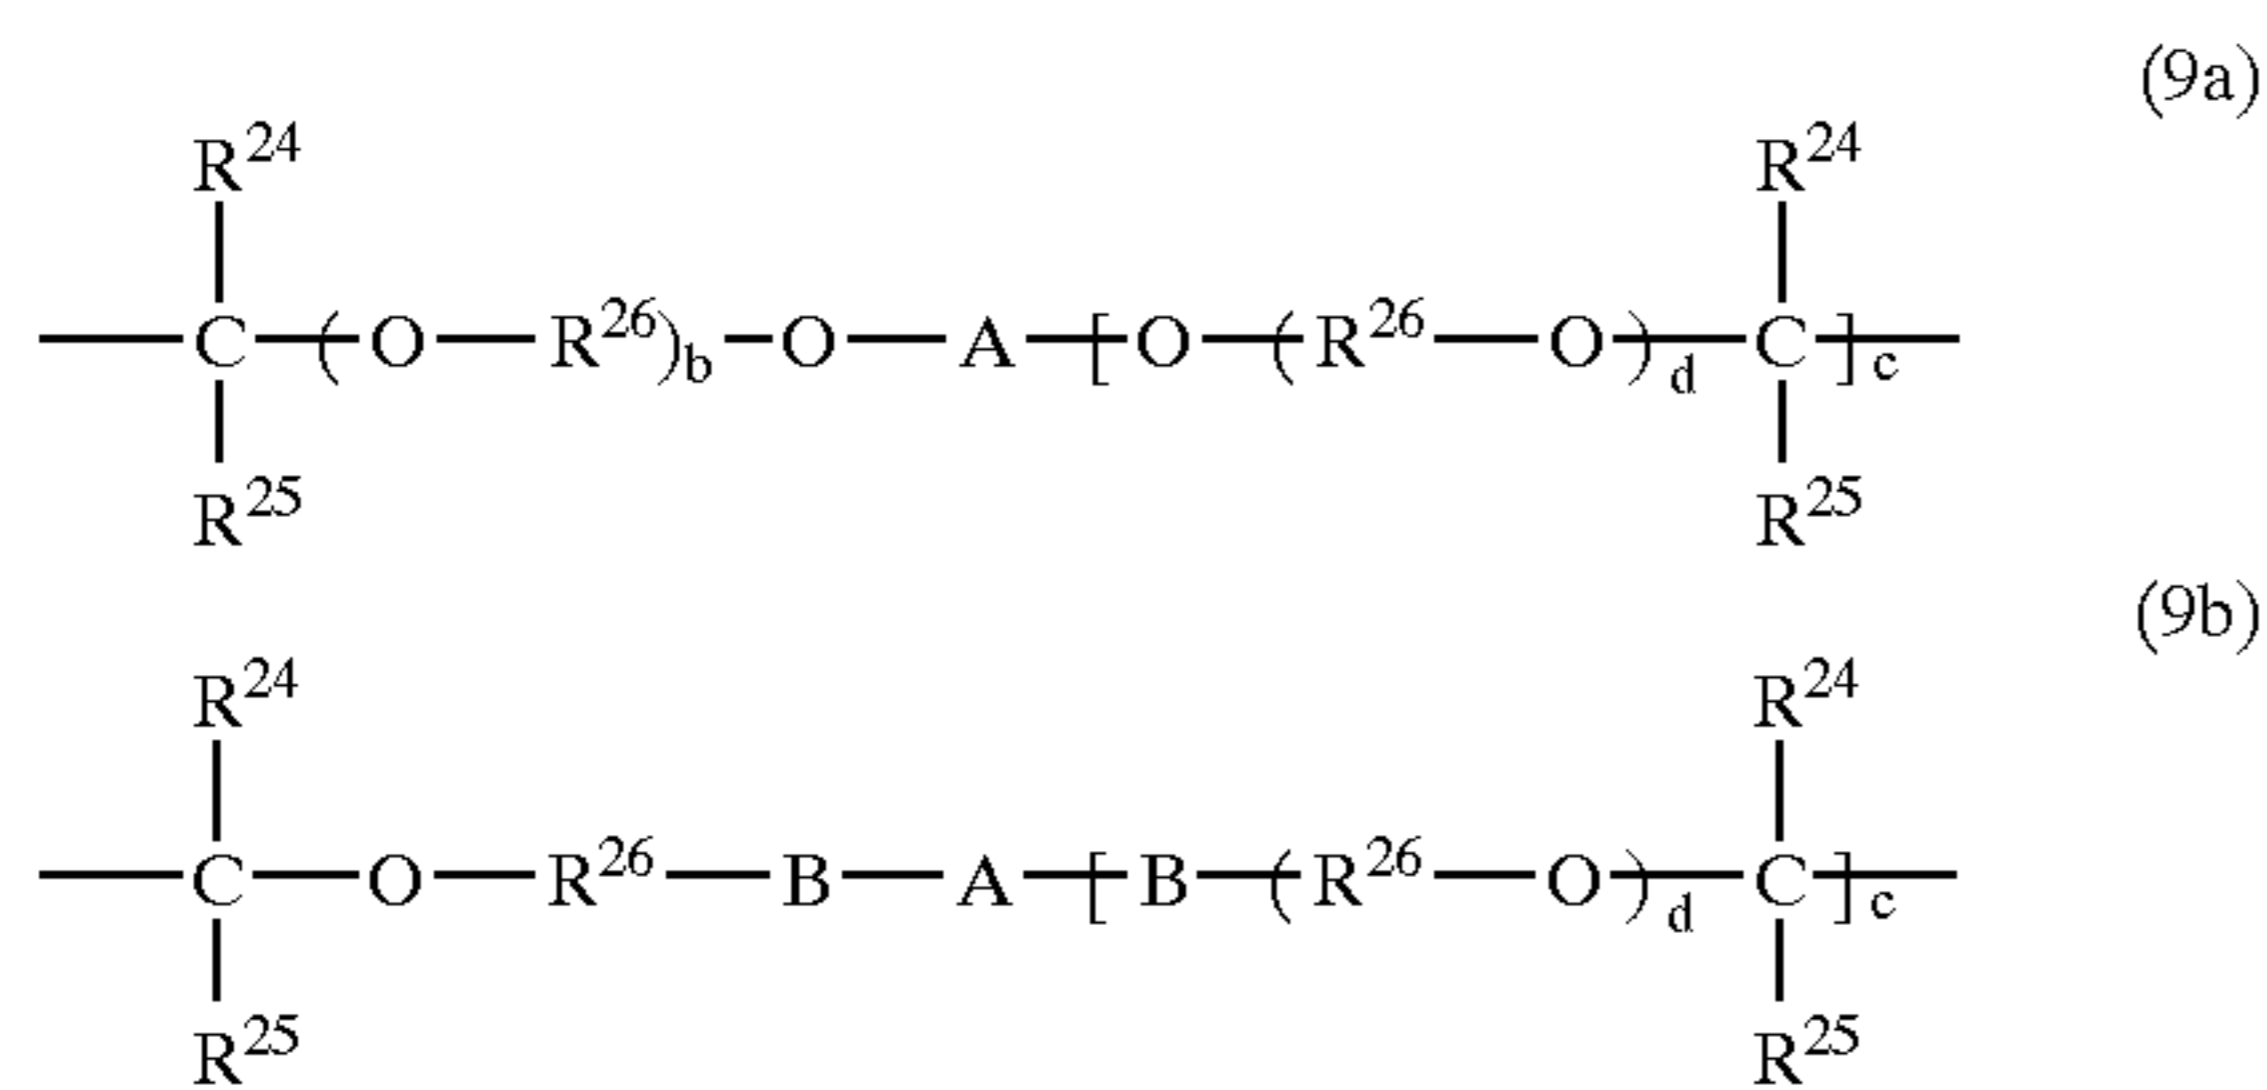 (9a)
R²⁴ R²⁴
—C—(O—R²⁶)b—O—A—[O—(R²⁶—O)d—C]c—
R²⁵ R²⁵
(9b)
R²⁴ R²⁴
—C—O—R²⁶—B—A—[B—(R²⁶—O)d—C]c—
R²⁵ R²⁵